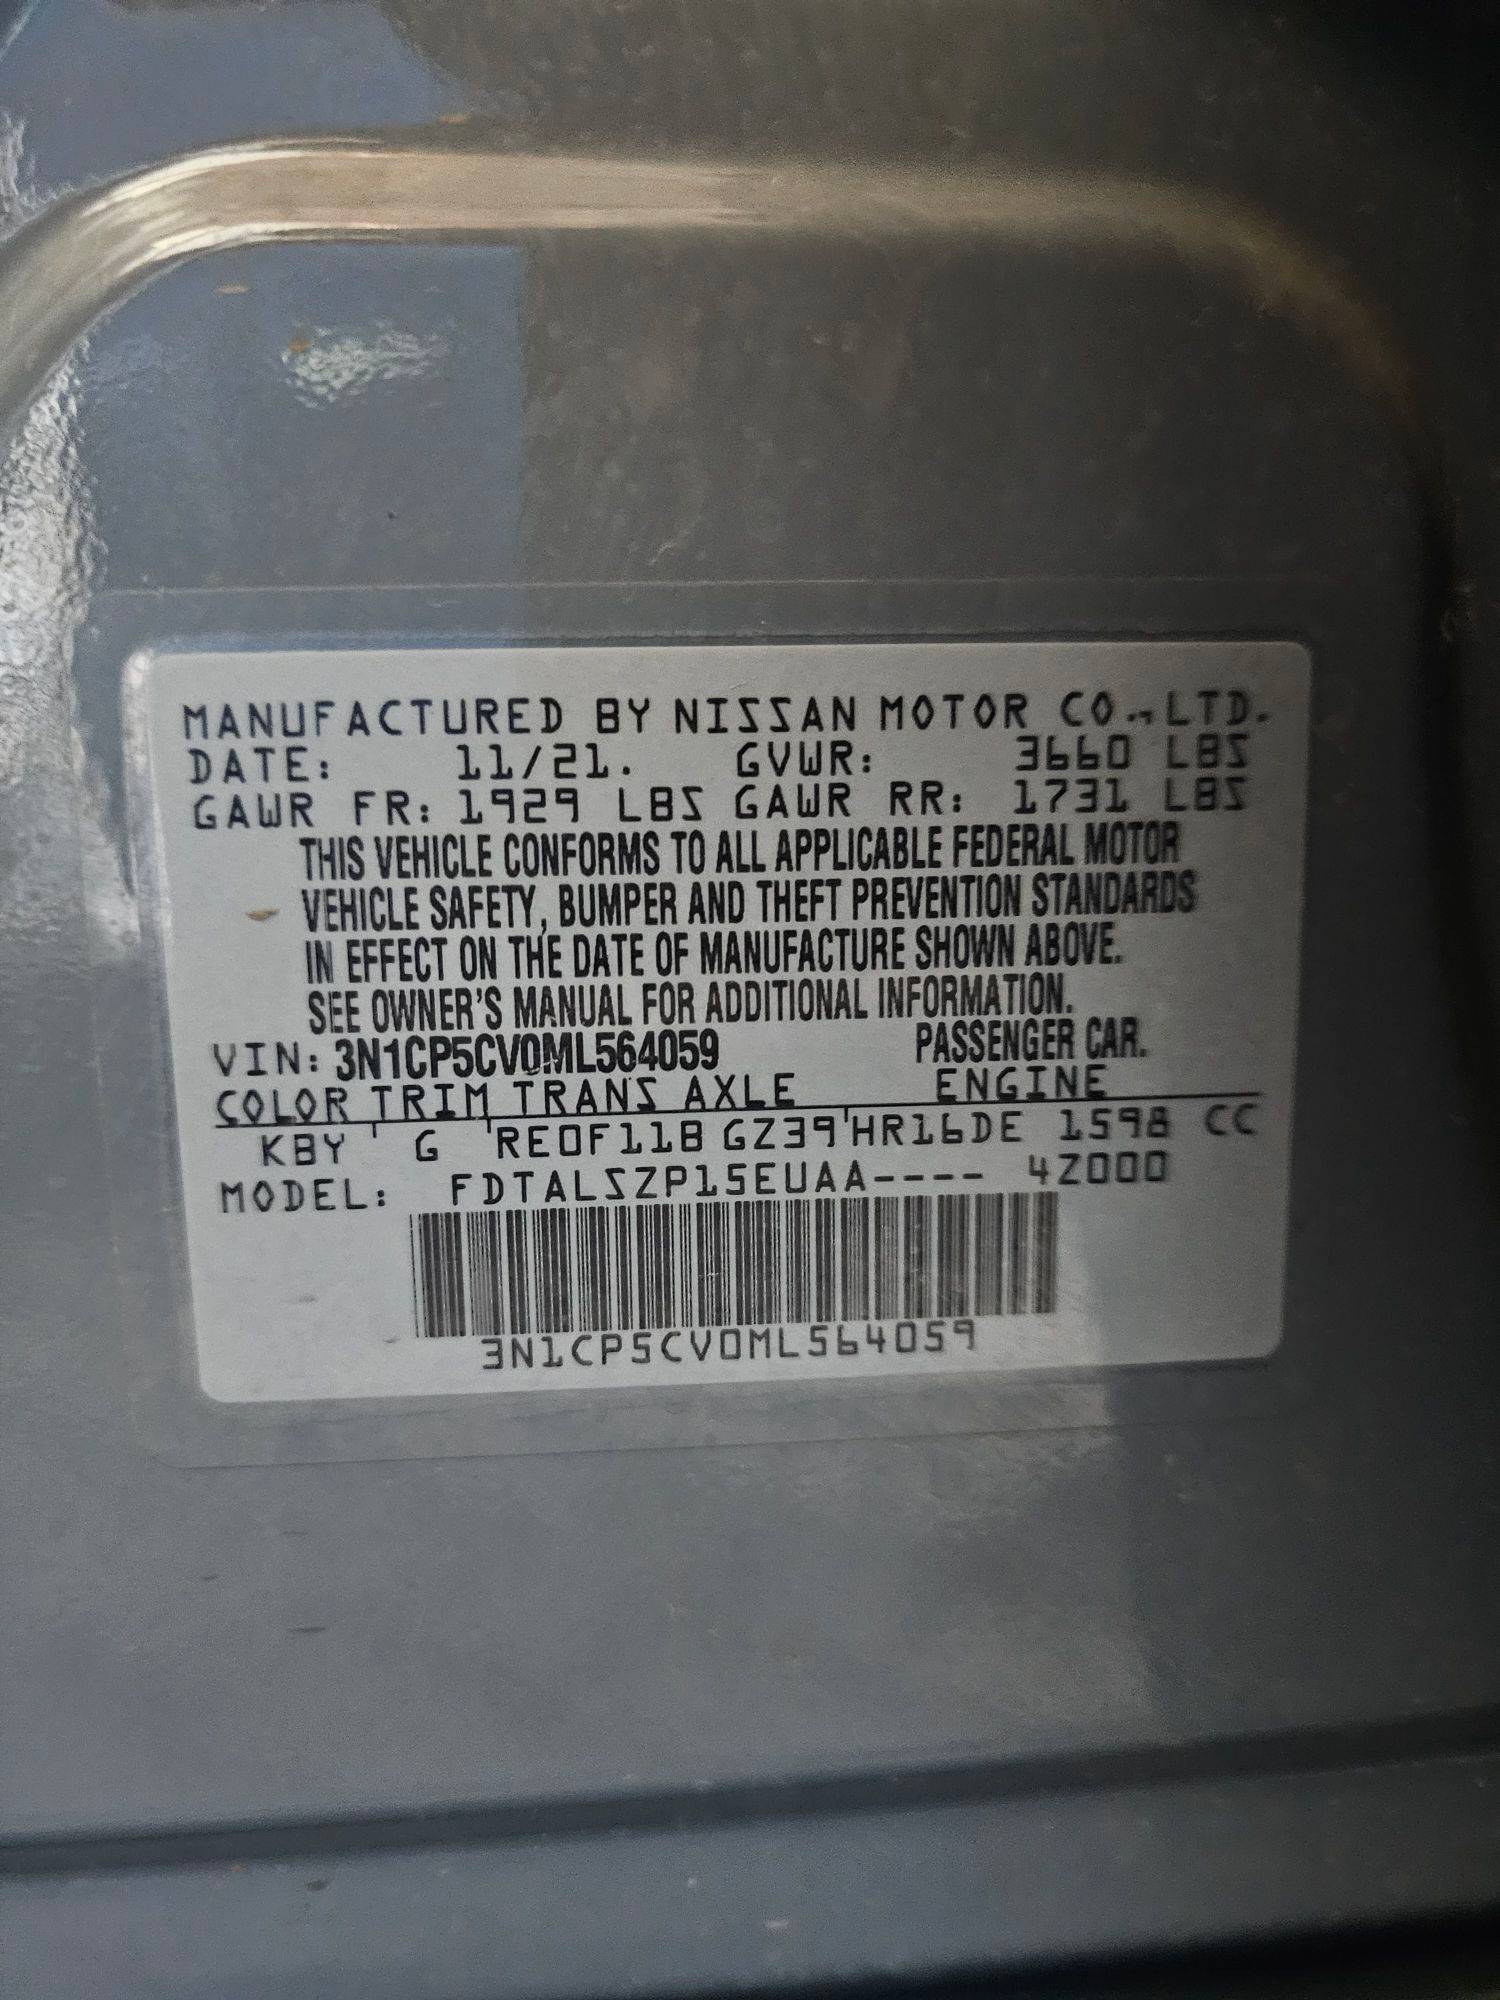 MANUFACTURED BY NISSAN MOTOR CO.,LTD.
DATE: 11/21. GVWR: 3660 LBS
GAWR FR: 1929 LBS GAWR RR: 1731 LBS
THIS VEHICLE CONFORMS TO ALL APPLICABLE FEDERAL MOTOR
VEHICLE SAFETY, BUMPER AND THEFT PREVENTION STANDARDS
IN EFFECT ON THE DATE OF MANUFACTURE SHOWN ABOVE.
SEE OWNER'S MANUAL FOR ADDITIONAL INFORMATION.
VIN: 3N1CP5CV0ML564059 PASSENGER CAR.
COLOR TRIM TRANS AXLE ENGINE
KBY G RE0F11B GZ39 HR16DE 1598 CC
MODEL: FDTALSZP15EUAA---- 4Z000
3N1CP5CV0ML564059